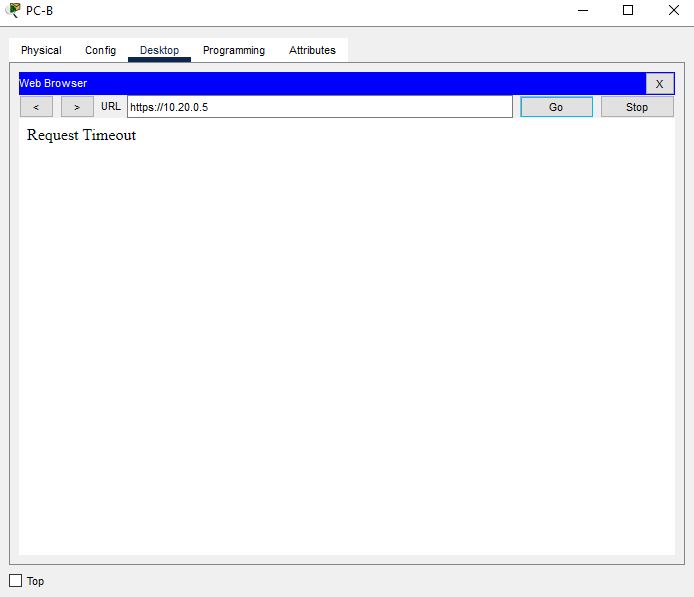 PC-B
Physical Config Desktop Programming Attributes
Web Browser X
< > URL https://10.20.0.5 Go Stop
Request Timeout
Top